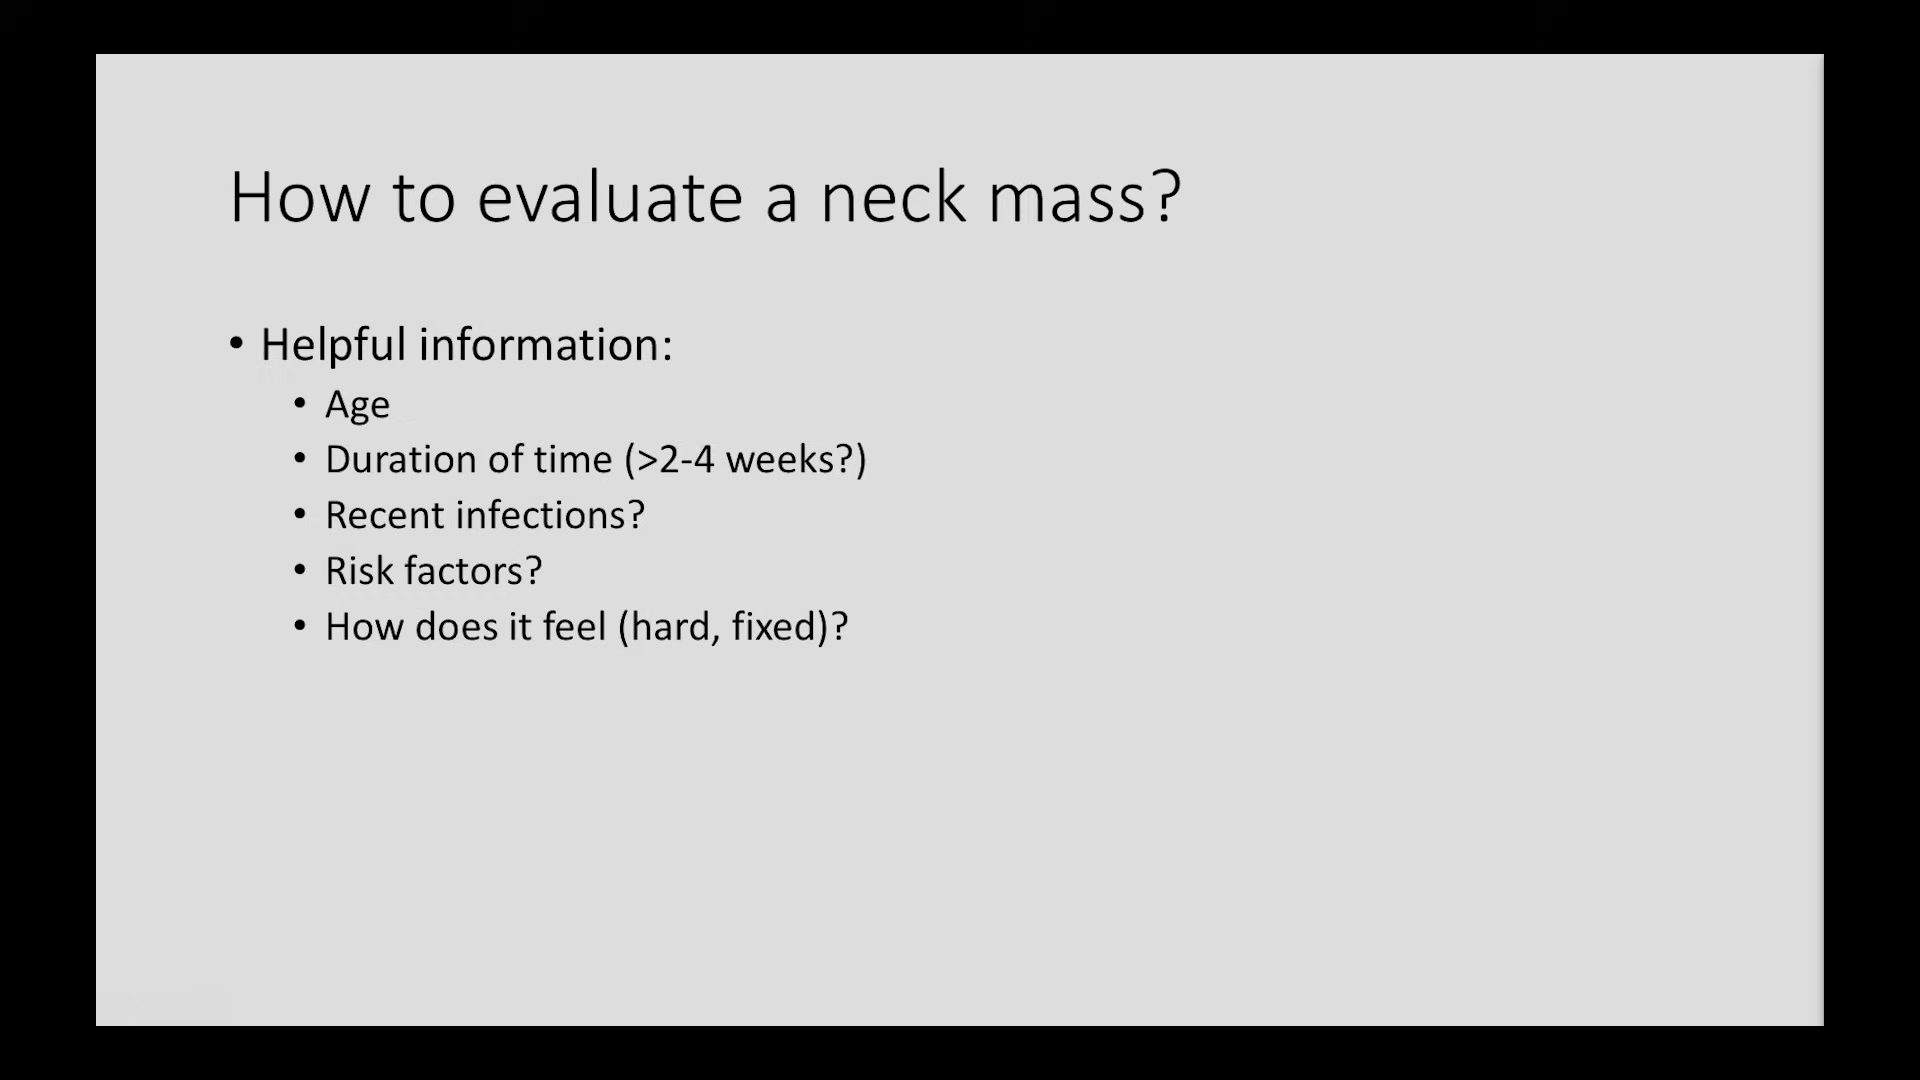 How to evaluate a neck mass?
• Helpful information:
• Age
• Duration of time (>2-4 weeks?)
• Recent infections?
• Risk factors?
• How does it feel (hard, fixed)?